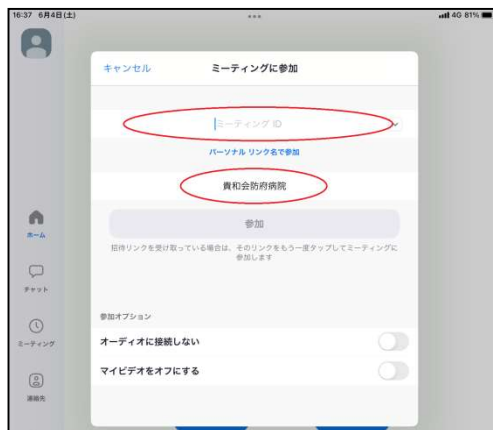 16:37 6月4日(土)
4G 81%
キャンセル
ミーティングに参加
ミーティング ID
パーソナル リンク名で参加
貴和会防府病院
参加
招待リンクを受け取っている場合は、そのリンクをもう一度タップしてミーティングに
参加します
ホーム
チャット
ミーティング
連絡先
参加オプション
オーディオに接続しない
マイビデオをオフにする